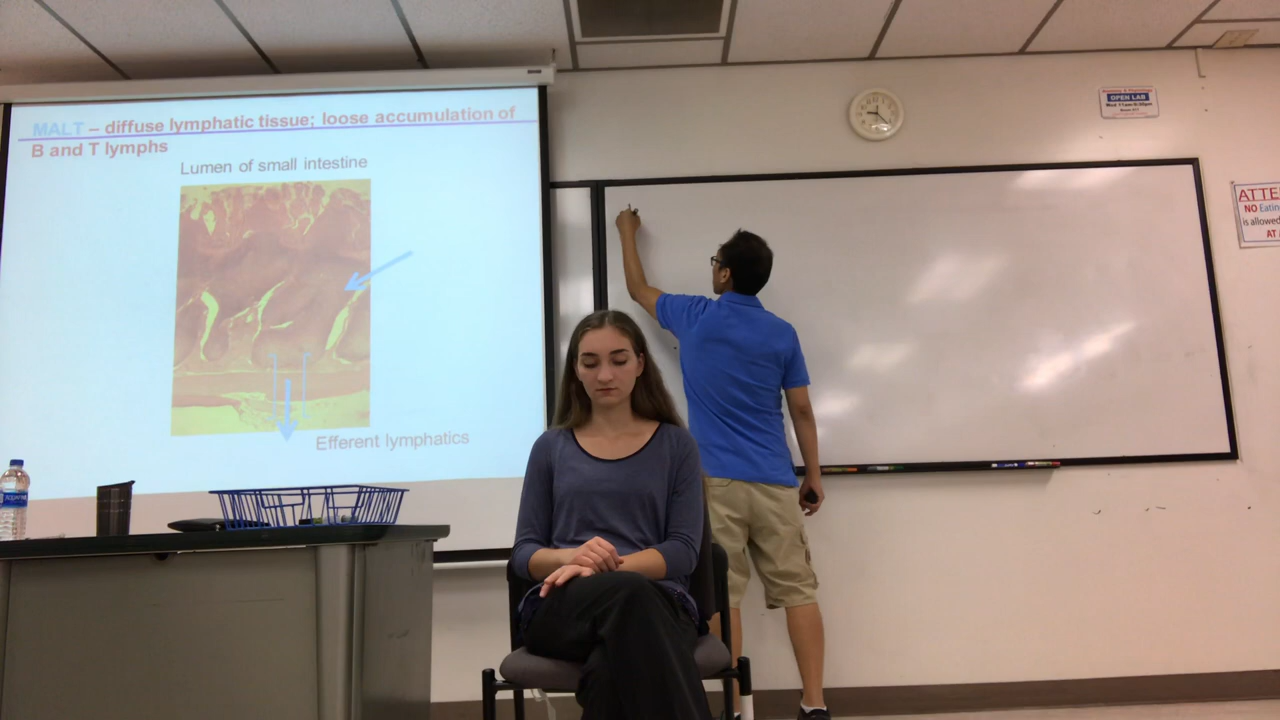 MALT – diffuse lymphatic tissue; loose accumulation of
B and T lymphs
Lumen of small intestine
Efferent lymphatics
OPEN LAB
ATTE
NO Eatin
is allowed
AT